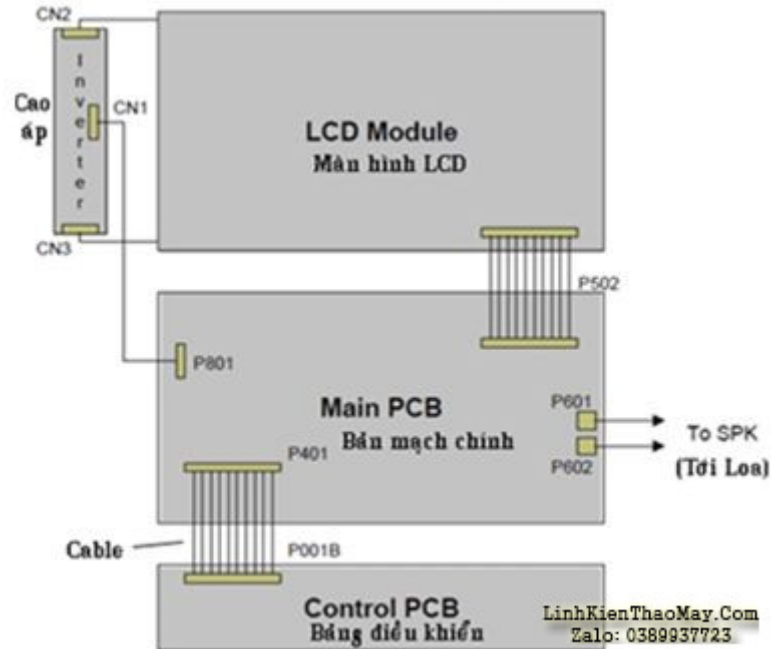 CN2
Inverter
Cao
áp
CN1
CN3
LCD Module
Màn hình LCD
P502
P801
Main PCB
Bản mạch chính
P601
P602
To SPK
(Tới Loa)
P401
Cable
P001B
Control PCB
Bảng điều khiển
LinhKienThaoMay.Com
Zalo: 0389937723